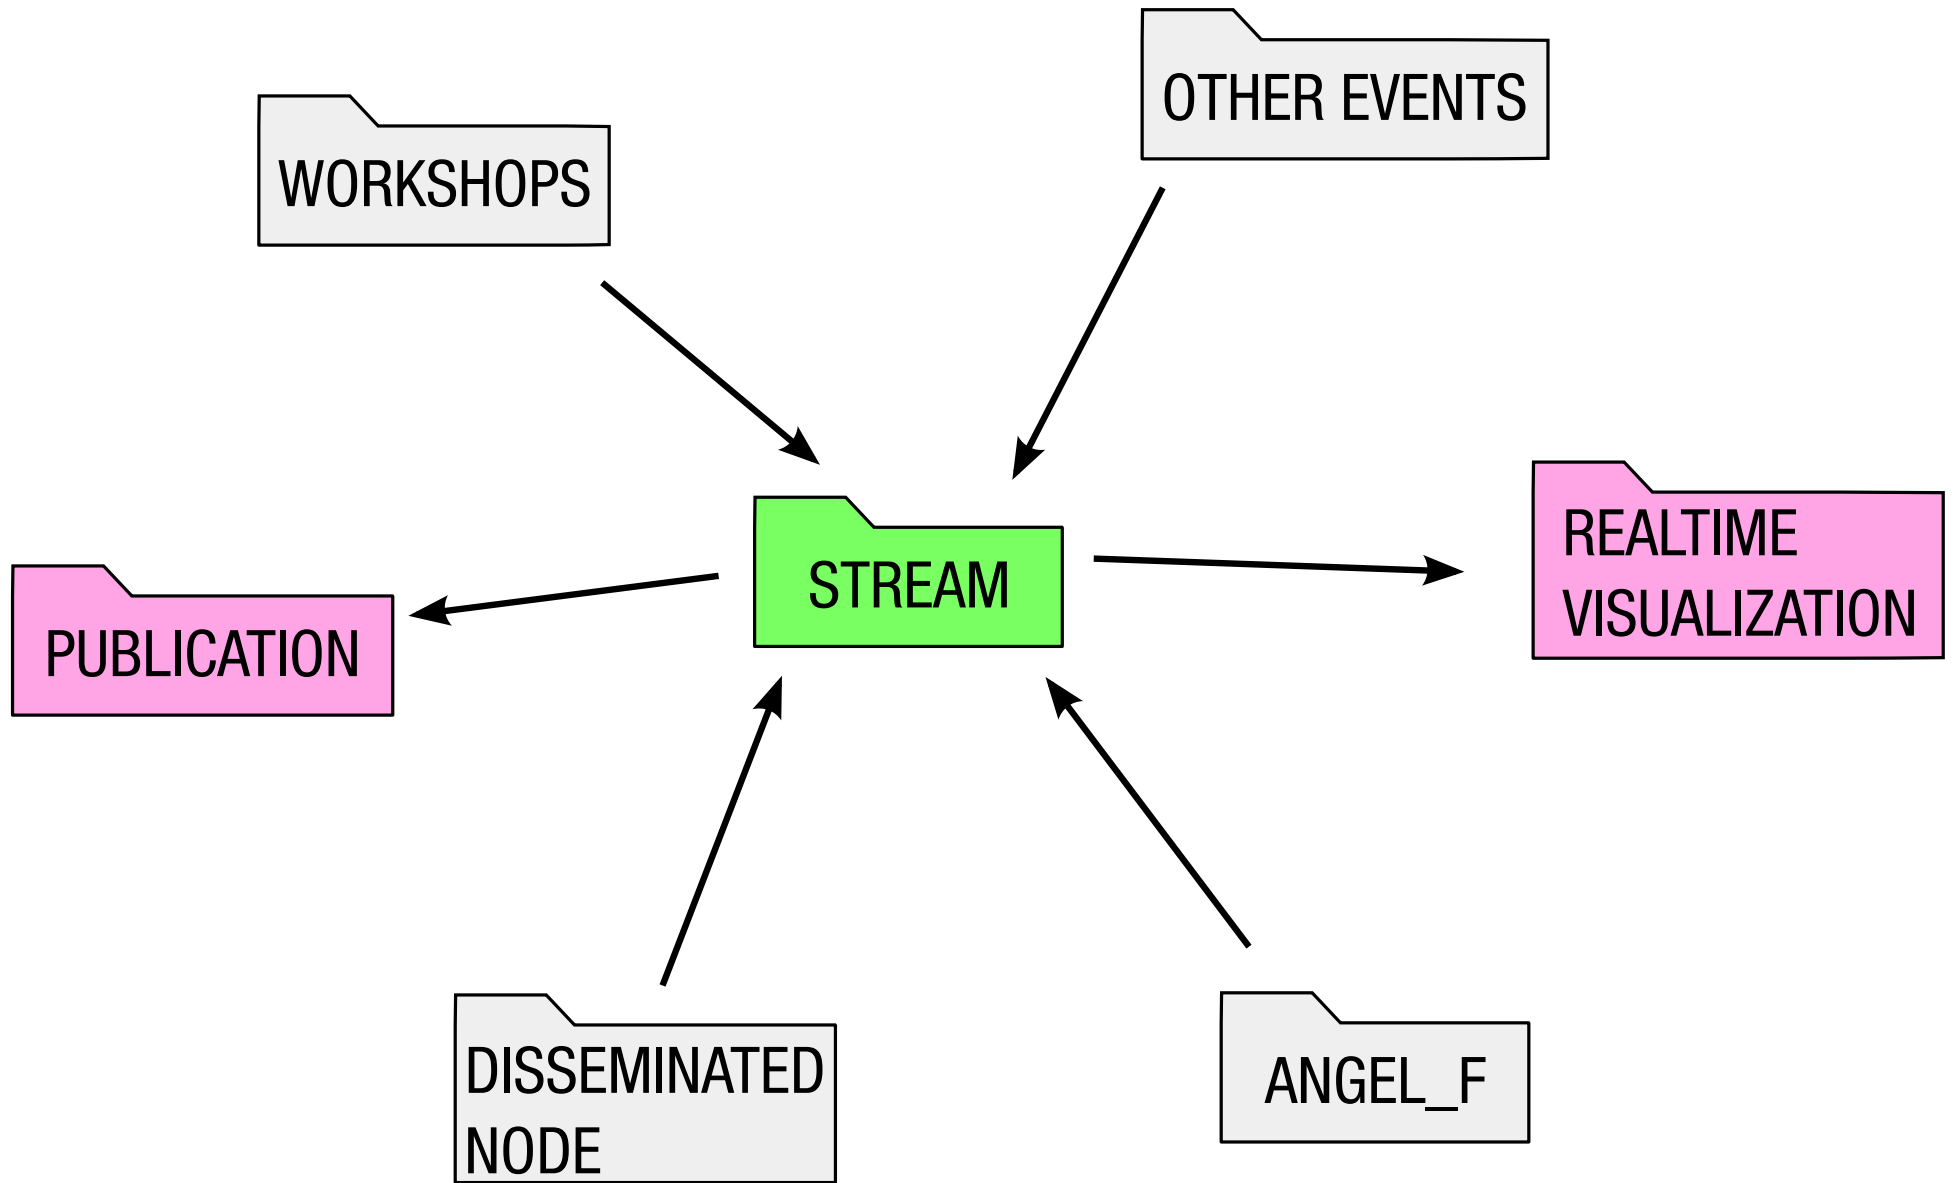 OTHER EVENTS
WORKSHOPS
REALTIME
VISUALIZATION
STREAM
PUBLICATION
DISSEMINATED
NODE
ANGEL_F